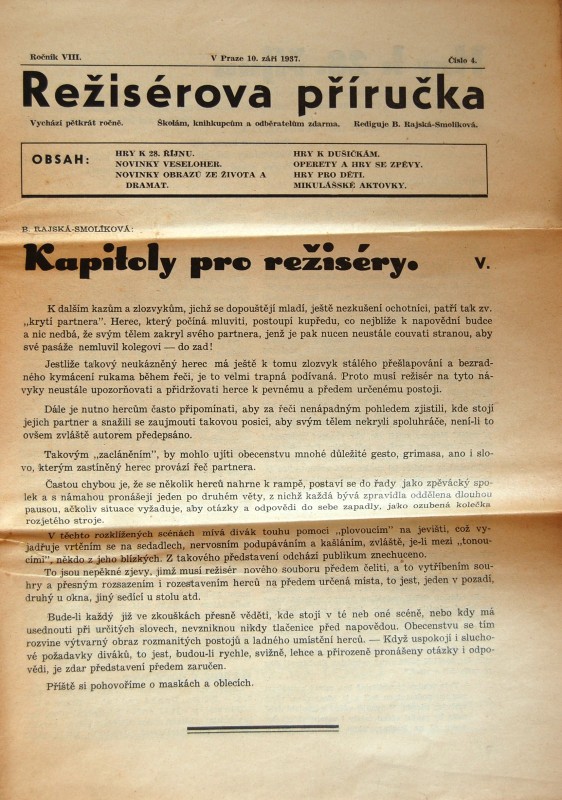 Ročník VIII. V Praze 10. září 1937. Číslo 4.
Režisérova příručka
Vychází pětkrát ročně. Školám, knihkupcům a odběratelům zdarma. Rediguje B. Rajská-Smolíková.
OBSAH:
HRY K 28. ŘÍJNU.
NOVINKY VESELOHER.
NOVINKY OBRAZŮ ZE ŽIVOTA A
DRAMAT.
HRY K DUŠIČKÁM.
OPERETY A HRY SE ZPĚVY.
HRY PRO DĚTI.
MIKULÁŠSKÉ AKTOVKY.
B. RAJSKÁ-SMOLÍKOVÁ:
Kapitoly pro režiséry. V.
K dalším kazům a zlozvykům, jichž se dopouštějí mladí, ještě nezkušení ochotníci, patří tak zv.
„krytí partnera". Herec, který počíná mluviti, postoupí kupředu, co nejblíže k napovědní budce
a nic nedbá, že svým tělem zakryl svého partnera, jenž je pak nucen neustále couvati stranou, aby
své pasáže nemluvil kolegovi — do zad!
Jestliže takový neukázněný herec má ještě k tomu zlozvyk stálého přešlapování a bezrad-
ného kymácení rukama během řeči, je to velmi trapná podívaná. Proto musí režisér na tyto ná-
vyky neustále upozorňovati a přidržovati herce k pevnému a předem určenému postoji.
Dále je nutno hercům často připomínati, aby za řeči nenápadným pohledem zjistili, kde stojí
jejich partner a snažili se zaujmouti takovou posici, aby svým tělem nekryli spoluhráče, není-li to
ovšem zvláště autorem předepsáno.
Takovým „zacláněním", by mohlo ujíti obecenstvu mnohé důležité gesto, grimasa, ano i slo-
vo, kterým zastíněný herec provází řeč partnera.
Častou chybou je, že se několik herců nahrne k rampě, postaví se do řady jako zpěvácký spo-
lek a s námahou pronášejí jeden po druhém věty, z nichž každá bývá zpravidla oddělena dlouhou
pausou, ačkoliv situace vyžaduje, aby otázky a odpovědi do sebe zapadly, jako ozubená kolečka
rozjetého stroje.
V těchto rozklížených scénách mívá divák touhu pomoci „plovoucím" na jevišti, což vy-
jadřuje vrtěním se na sedadlech, nervosním podupáváním a kašláním, zvláště, je-li mezi „tonou-
cími", někdo z jeho blízkých. Z takového představení odchází publikum znechuceno.
To jsou nepěkné zjevy, jimž musí režisér nového souboru předem čeliti, a to vytříbením sou-
hry a přesným rozsazením i rozestavením herců na předem určená místa, to jest, jeden v pozadí,
druhý u okna, jiný sedící u stolu atd.
Bude-li každý již ve zkouškách přesně věděti, kde stojí v té neb oné scéně, nebo kdy má
usednouti při určitých slovech, nevzniknou nikdy tlačenice před napovědou. Obecenstvu se tím
rozvine výtvarný obraz rozmanitých postojů a ladného umístění herců. — Když uspokojí i slucho-
vé požadavky diváků, to jest, budou-li rychle, svižně, lehce a přirozeně pronášeny otázky i odpo-
vědi, je zdar představení předem zaručen.
Příště si pohovoříme o maskách a oblecích.